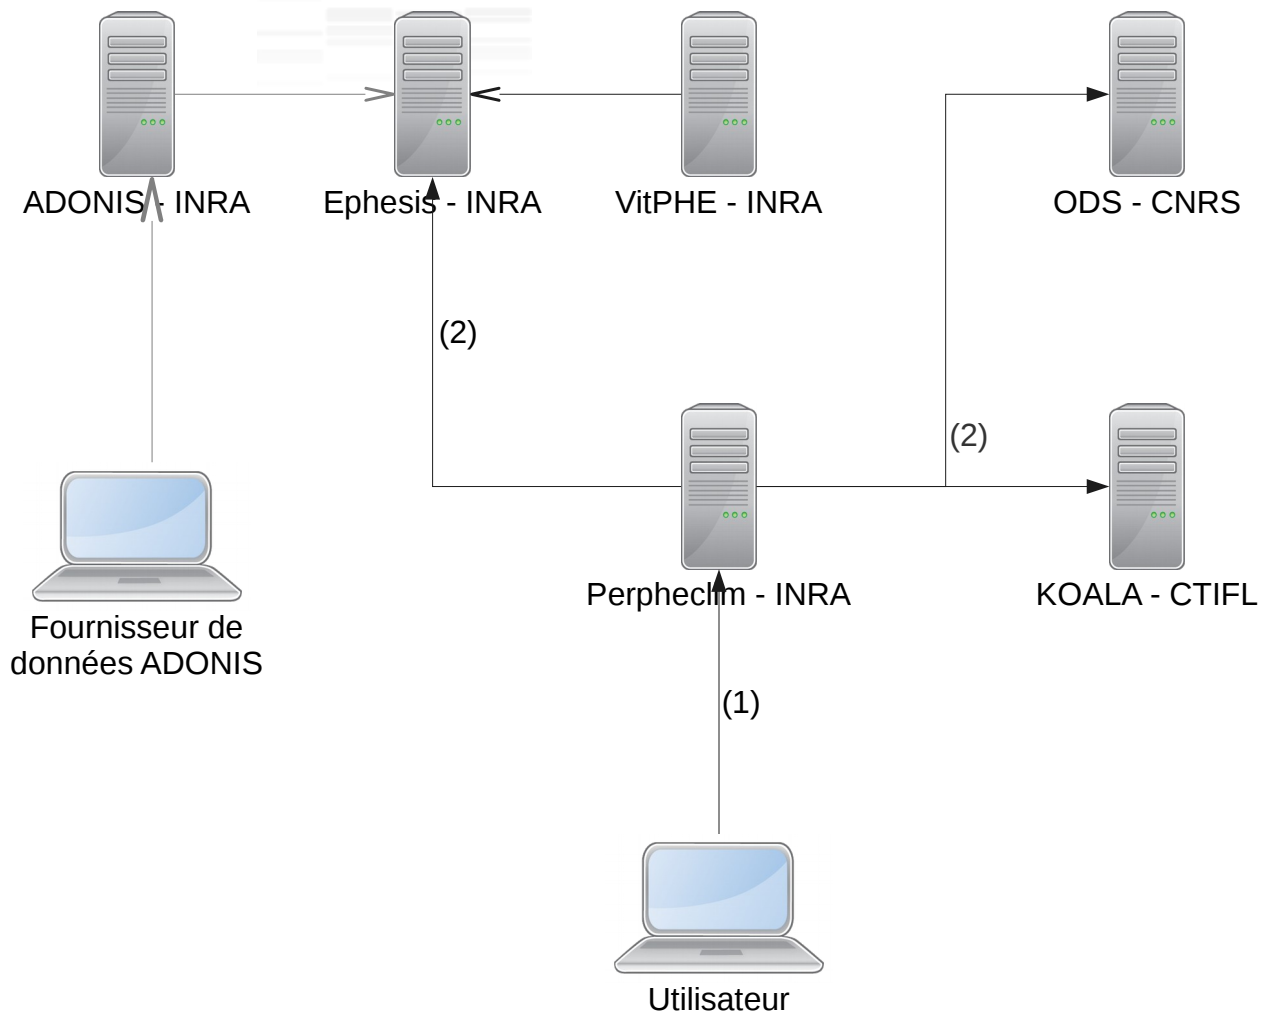 ADONIS - INRA
Ephesis - INRA
VitPHE - INRA
ODS - CNRS
(2)
(2)
Perpheclim - INRA
KOALA - CTIFL
Fournisseur de
données ADONIS
(1)
Utilisateur